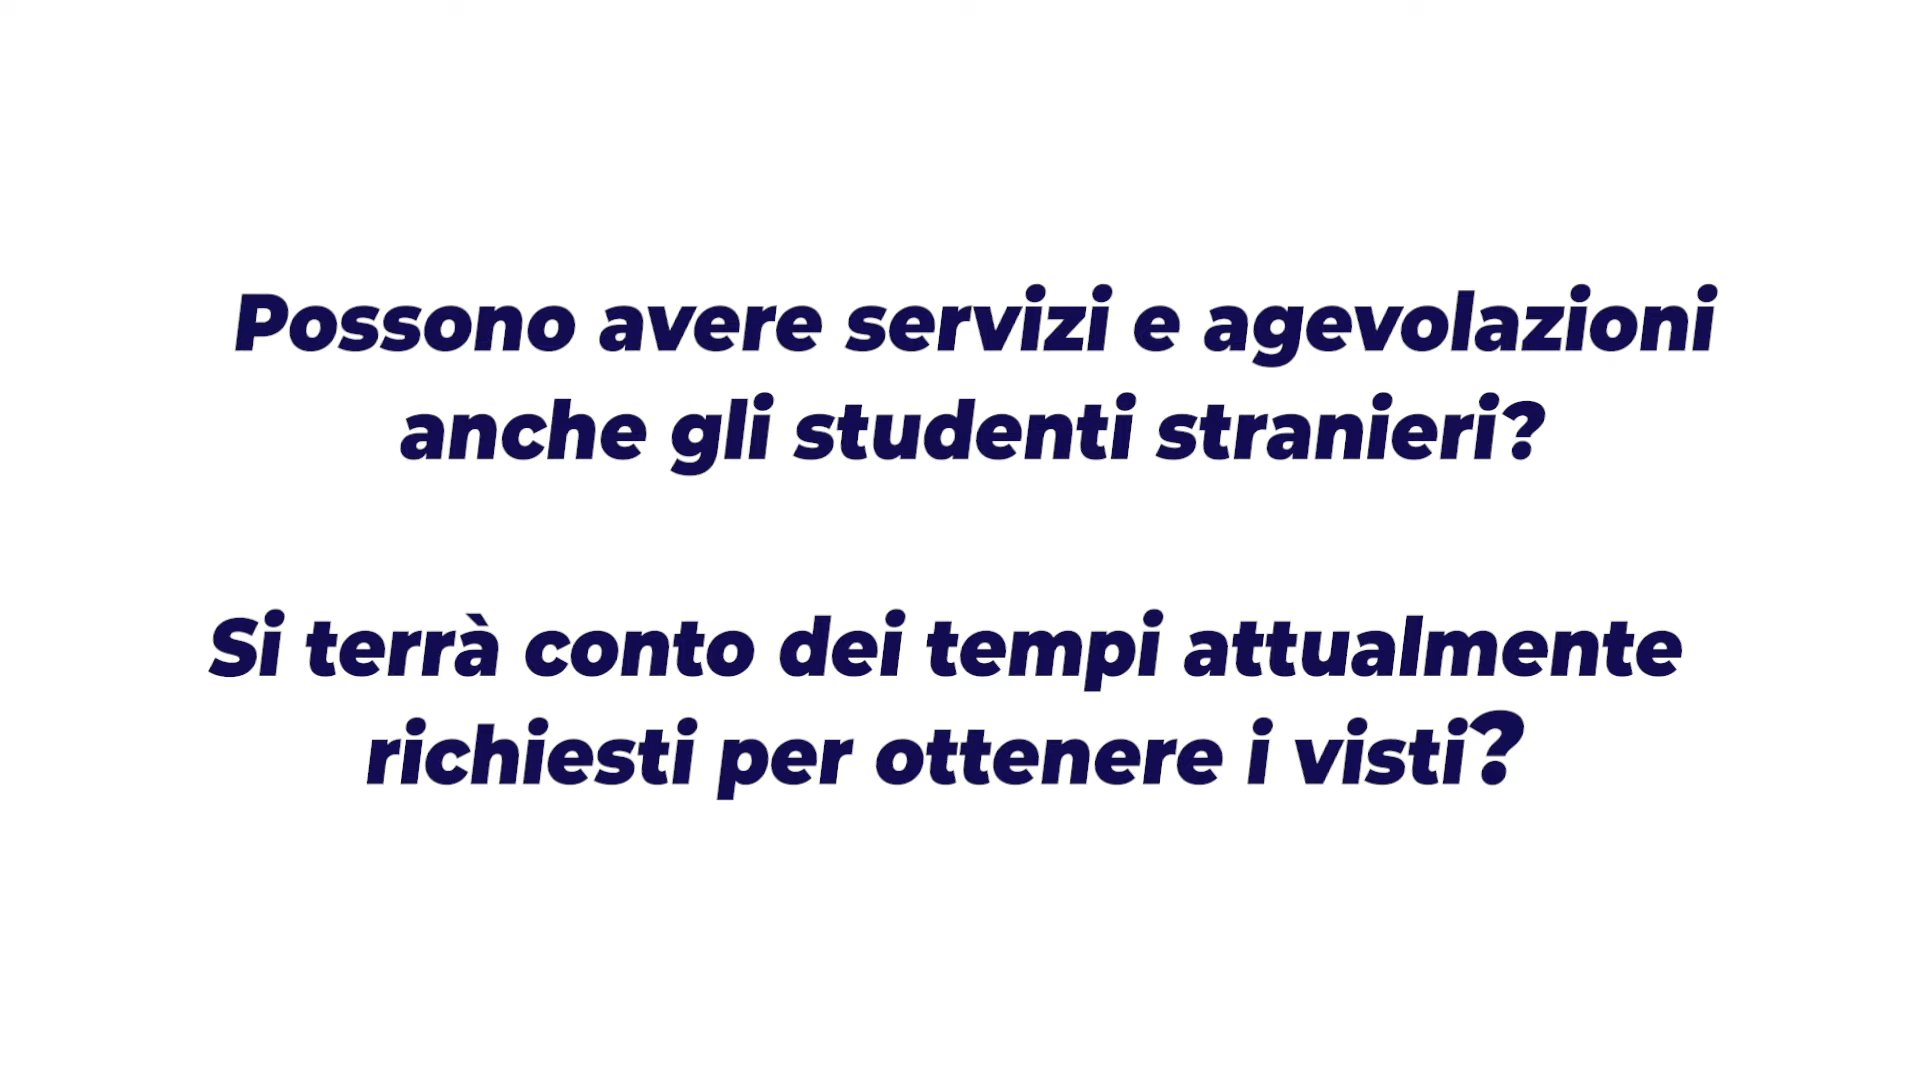 Possono avere servizi e agevolazioni
anche gli studenti stranieri?
Si terrà conto dei tempi attualmente
richiesti per ottenere i visti?